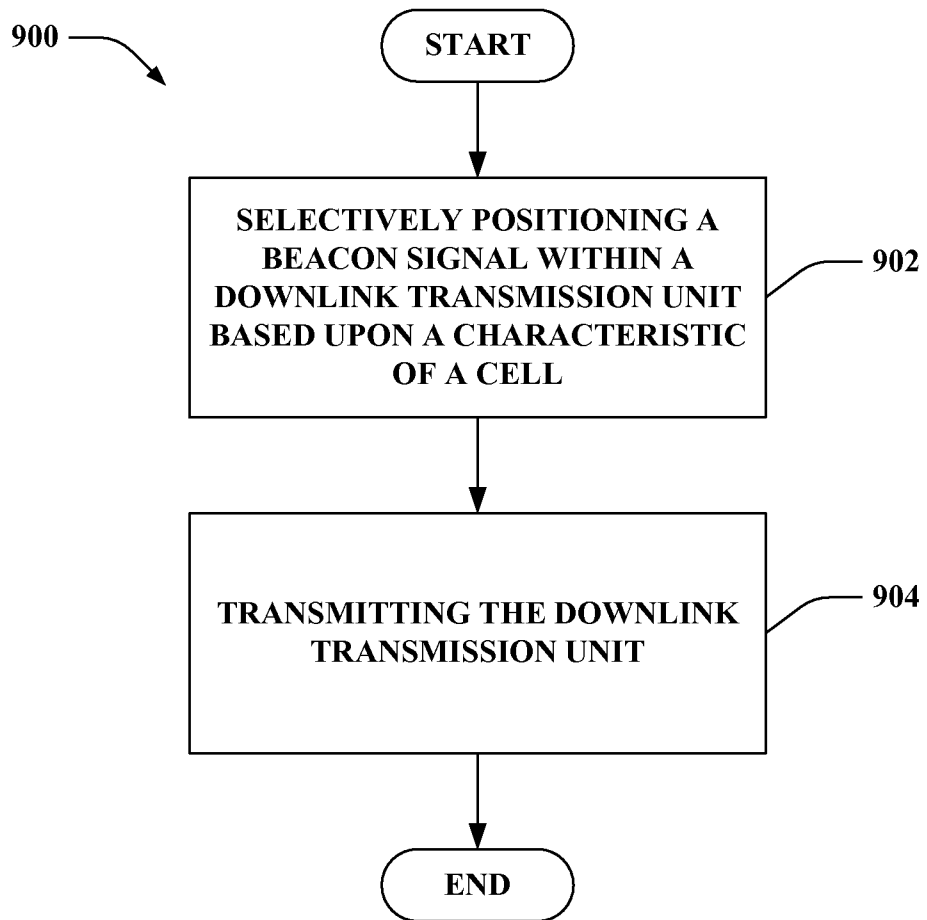 900
START
SELECTIVELY POSITIONING A
BEACON SIGNAL WITHIN A
DOWNLINK TRANSMISSION UNIT
BASED UPON A CHARACTERISTIC
OF A CELL
902
TRANSMITTING THE DOWNLINK
TRANSMISSION UNIT
904
END